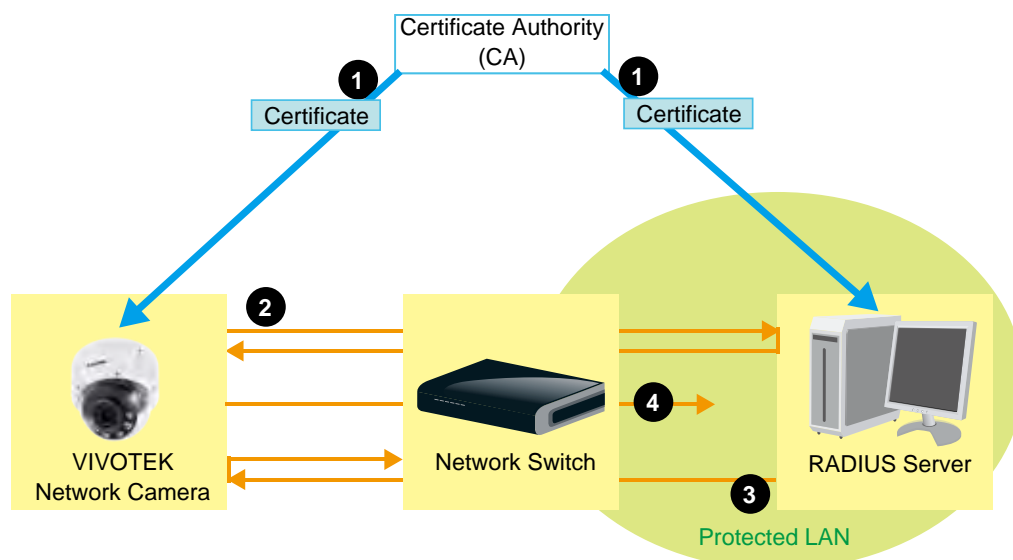 Certificate Authority
(CA)
1
1
Certificate
Certificate
2
4
VIVOTEK
Network Camera
Network Switch
RADIUS Server
3
Protected LAN